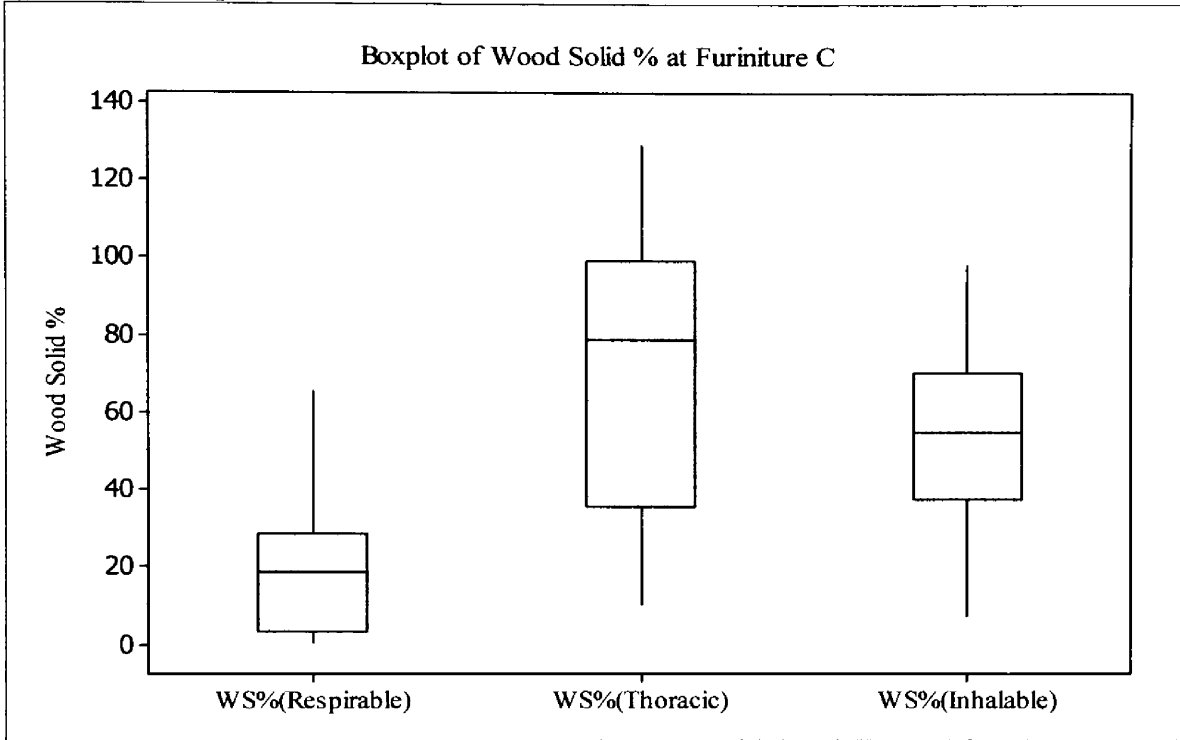 Boxplot of Wood Solid % at Furiniture C
140
120
100
80
60
40
20
0
Wood Solid %
WS%(Respirable)
WS%(Thoracic)
WS%(Inhalable)